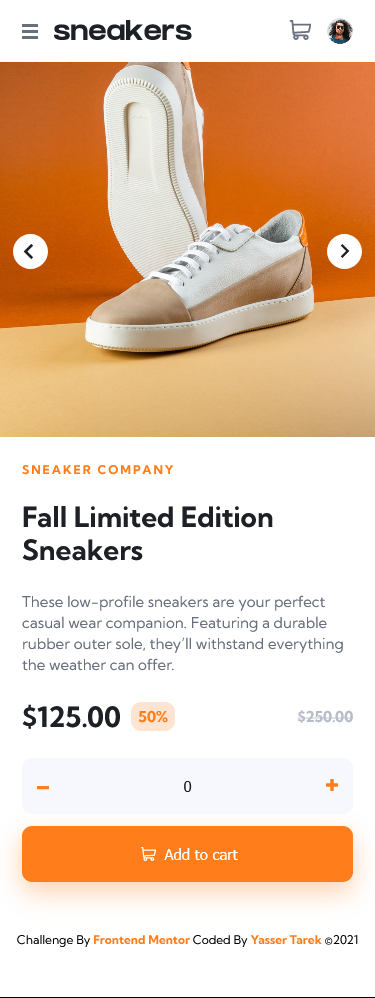 sneakers
SNEAKER COMPANY
Fall Limited Edition
Sneakers
These low-profile sneakers are your perfect
casual wear companion. Featuring a durable
rubber outer sole, they’ll withstand everything
the weather can offer.
$125.00 50% $250.00
0
Add to cart
Challenge By Frontend Mentor Coded By Yasser Tarek ©2021